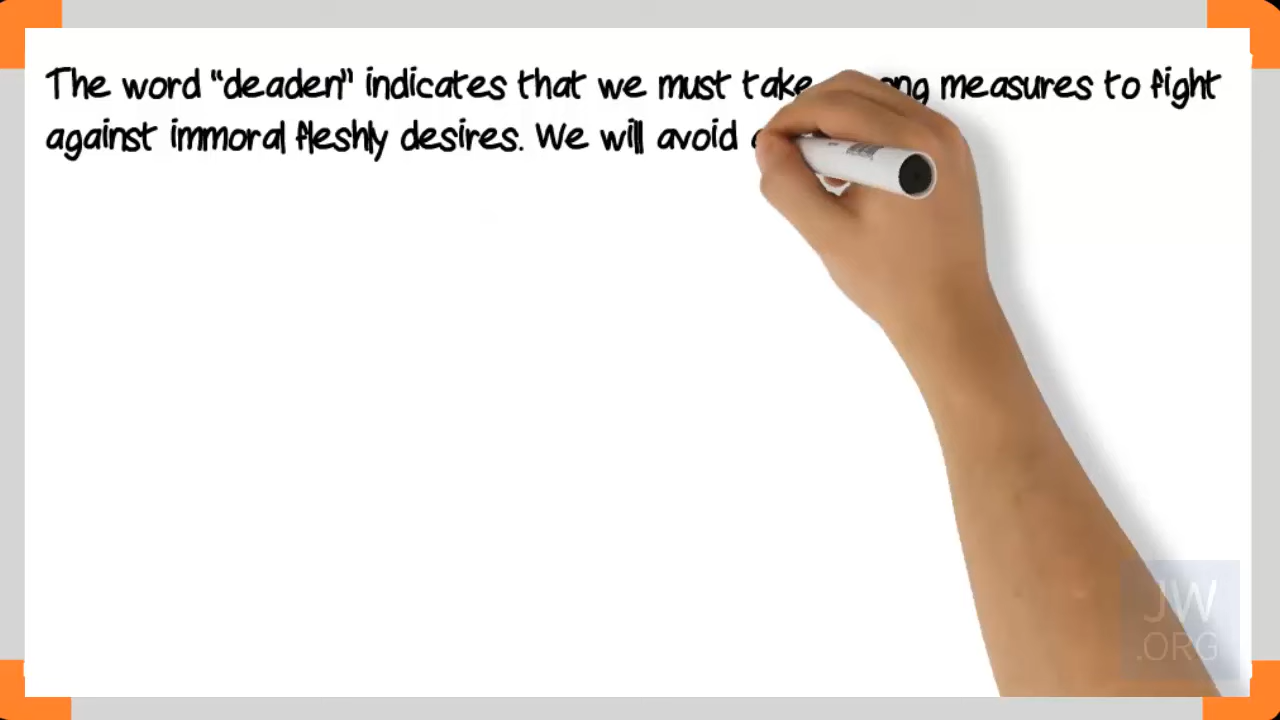 The word “deaden” indicates that we must take measures to fight
against immoral fleshly desires. We will avoid
JW
.ORG